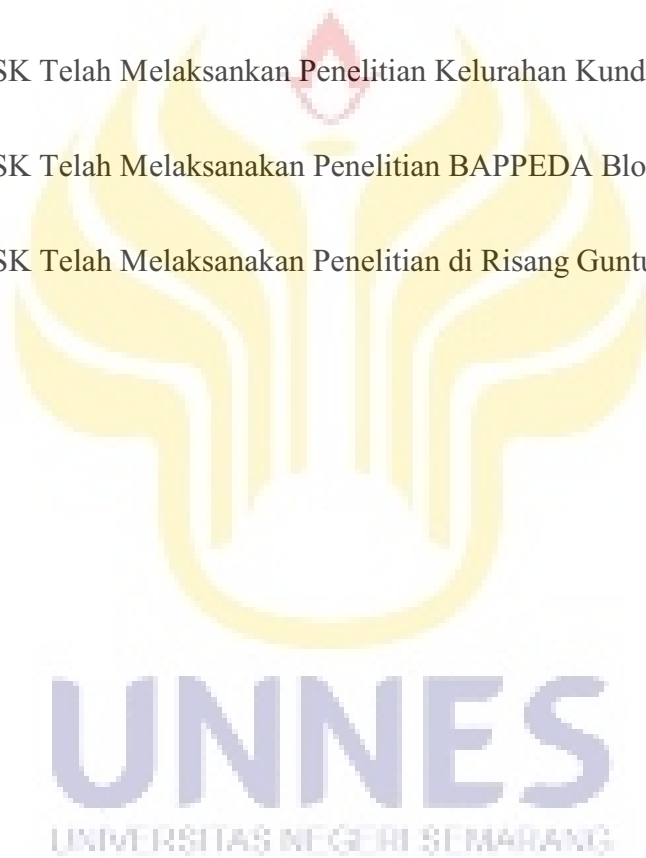 SK Telah Melaksankan Penelitian Kelurahan Kund
SK Telah Melaksanakan Penelitian BAPPEDA Blo
SK Telah Melaksanakan Penelitian di Risang Guntu
UNNES
UNIVERSITAS NEGERI SEMARANG